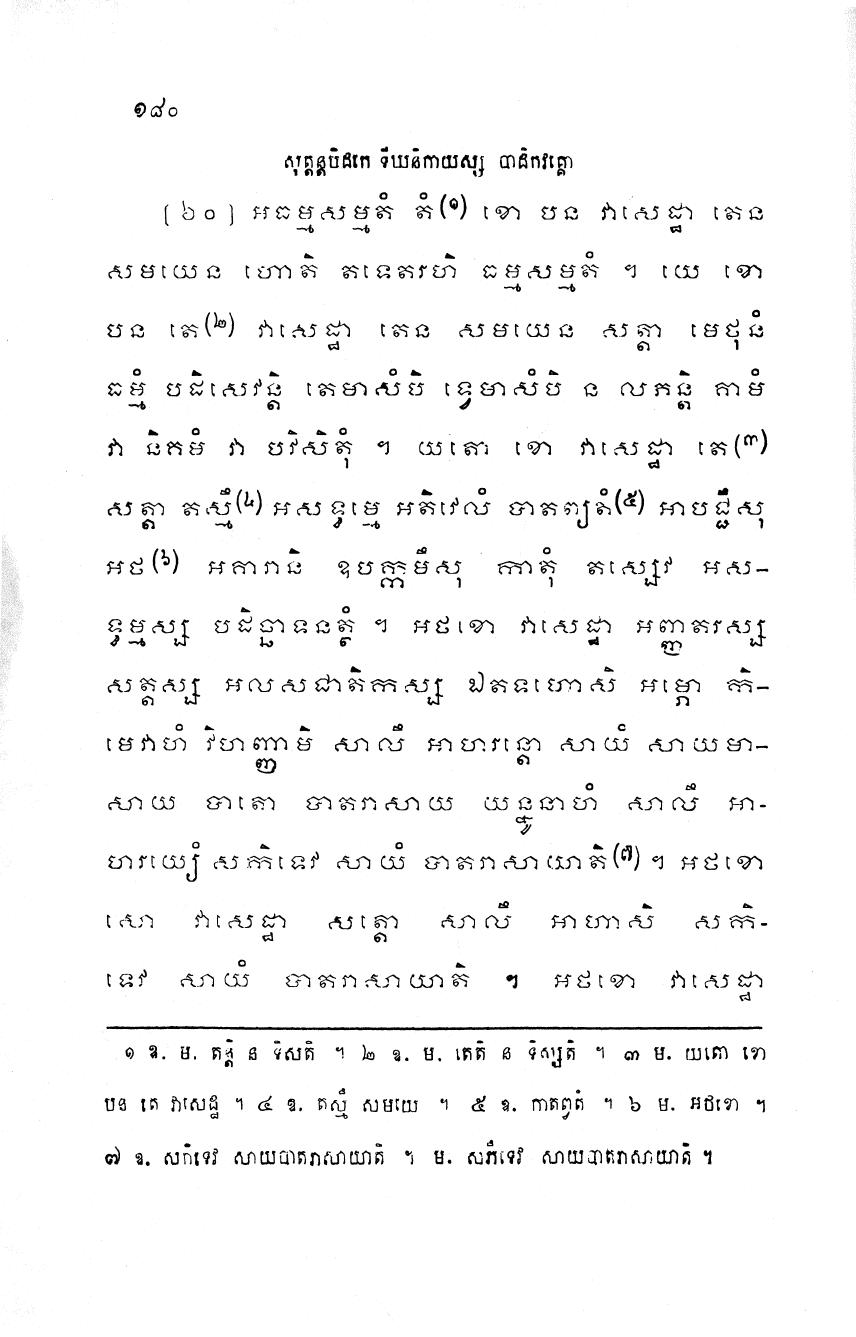 ១៨០
សុត្តន្តបិដកេ ទីឃនិកាយស្ស បាដិកវគ្គោ
[៦០] អធម្មសម្មតំ តំ(១) ខោ បន វាសេដ្ឋា តេន
សមយេន ហោតិ តទេតរហិ ធម្មសម្មតំ ។ យេ ខោ
បន តេ(២) វាសេដ្ឋា តេន សមយេន សត្តា មេថុនំ
ធម្មំ បដិសេវន្តិ តេមាសំបិ ទ្វេមាសំបិ ន លភន្តិ គាមំ
វា និគមំ វា បវិសិតុំ ។ យតោ ខោ វាសេដ្ឋា តេ(៣)
សត្តា តស្មឹ(៤) អសទ្ធម្មេ អតិវេលំ បាតព្យតំ(៥) អាបជ្ជឹសុ
អថ(៦) អគារានិ ឧបក្កមឹសុ កាតុំ តស្សេវ អស-
ទ្ធម្មស្ស បដិច្ឆាទនត្ថំ ។ អថខោ វាសេដ្ឋា អញ្ញតរស្ស
សត្តស្ស អលសជាតិកស្ស ឯតទហោសិ អម្ភោ កិ-
មេវាហំ វិហញ្ញាមិ សាលឹ អាហរន្តោ សាយំ សាយមា-
សាយ បាតោ បាតរាសាយ យន្នូនាហំ សាលឹ អា-
ហរេយ្យំ សកិទេវ សាយំ បាតរាសាយាតិ(៧) ។ អថខោ
សោ វាសេដ្ឋា សត្តោ សាលឹ អាហាសិ សកិ-
ទេវ សាយំ បាតរាសាយាតិ ។ អថខោ វាសេដ្ឋា
១ ឱ. ម. តន្តិ ន ទិសតិ ។ ២ ឱ. ម. តេតិ ន ទិស្សតិ ។ ៣ ម. យតោ ខោ
បន តេ វាសេដ្ឋ ។ ៤ ឱ. តស្មឹ សមយេ ។ ៥ ឱ. កាតព្វតំ ។ ៦ ម. អថខោ ។
៧ ឱ. សកិទេវ សាយបាតរាសាយាតិ ។ ម. សកឹទេវ សាយបាតរាសាយាតិ ។